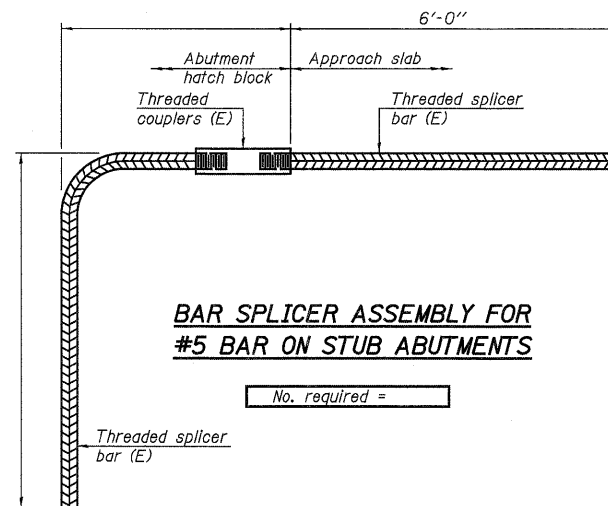 6'-0"
Abutment
hatch block
Approach slab
Threaded
couplers (E)
Threaded splicer
bar (E)
BAR SPLICER ASSEMBLY FOR
#5 BAR ON STUB ABUTMENTS
No. required =
Threaded splicer
bar (E)